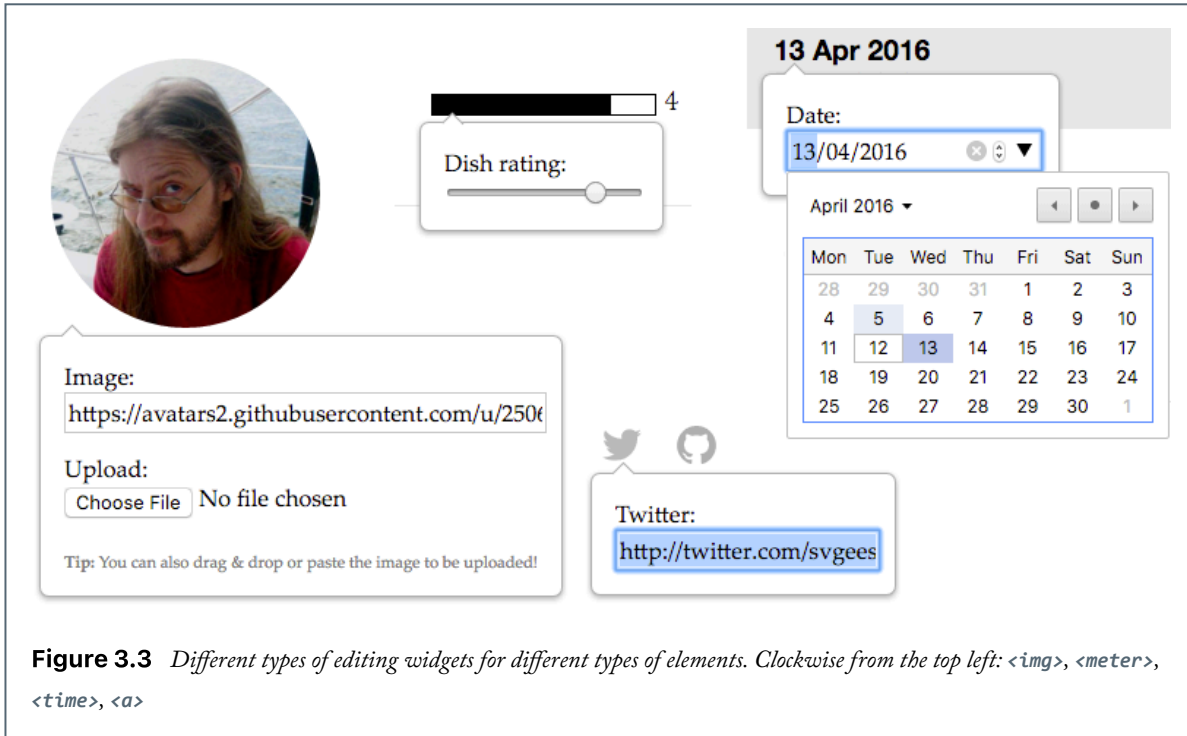 4
Dish rating:
13 Apr 2016
Date:
13/04/2016
April 2016
Mon Tue Wed Thu Fri Sat Sun
28 29 30 31 1 2 3
4 5 6 7 8 9 10
11 12 13 14 15 16 17
18 19 20 21 22 23 24
25 26 27 28 29 30 1
Image:
https://avatars2.githubusercontent.com/u/2506
Upload:
Choose File No file chosen
Tip: You can also drag & drop or paste the image to be uploaded!
Twitter:
http://twitter.com/svgees
Figure 3.3 Different types of editing widgets for different types of elements. Clockwise from the top left: <img>, <meter>,
<time>, <a>